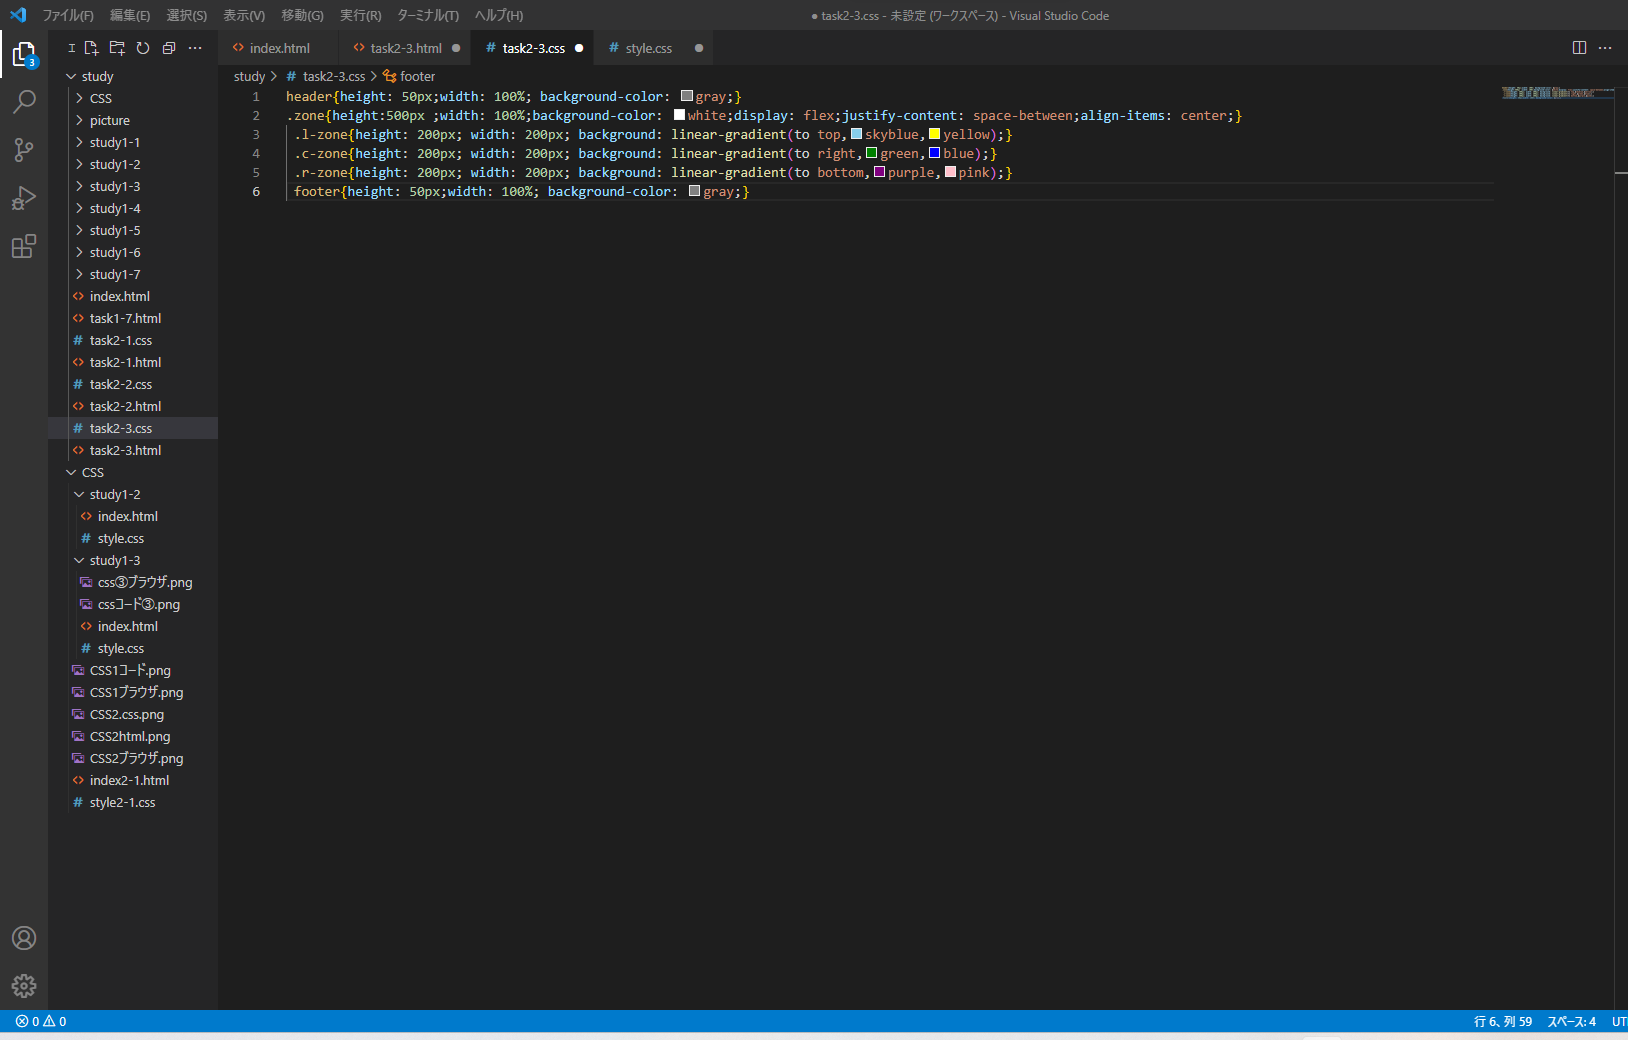 ファイル(F) 編集(E) 選択(S) 表示(V) 移動(G) 実行(R) ターミナル(T) ヘルプ(H)
● task2-3.css - 未設定 (ワークスペース) - Visual Studio Code
3
index.html
task2-3.html ●
# task2-3.css ●
# style.css ●
study > # task2-3.css > footer
1 header{height: 50px;width: 100%; background-color: gray;}
2 .zone{height:500px ;width: 100%;background-color: white;display: flex;justify-content: space-between;align-items: center;}
3 .l-zone{height: 200px; width: 200px; background: linear-gradient(to top,skyblue,yellow);}
4 .c-zone{height: 200px; width: 200px; background: linear-gradient(to right,green,blue);}
5 .r-zone{height: 200px; width: 200px; background: linear-gradient(to bottom,purple,pink);}
6 footer{height: 50px;width: 100%; background-color: gray;}
study
CSS
picture
study1-1
study1-2
study1-3
study1-4
study1-5
study1-6
study1-7
index.html
task1-7.html
# task2-1.css
task2-1.html
# task2-2.css
task2-2.html
# task2-3.css
task2-3.html
CSS
study1-2
index.html
# style.css
study1-3
css③ブラウザ.png
cssコード③.png
index.html
# style.css
CSS1コード.png
CSS1ブラウザ.png
CSS2.css.png
CSS2html.png
CSS2ブラウザ.png
index2-1.html
# style2-1.css
0 0
行 6、列 59 スペース: 4 UT